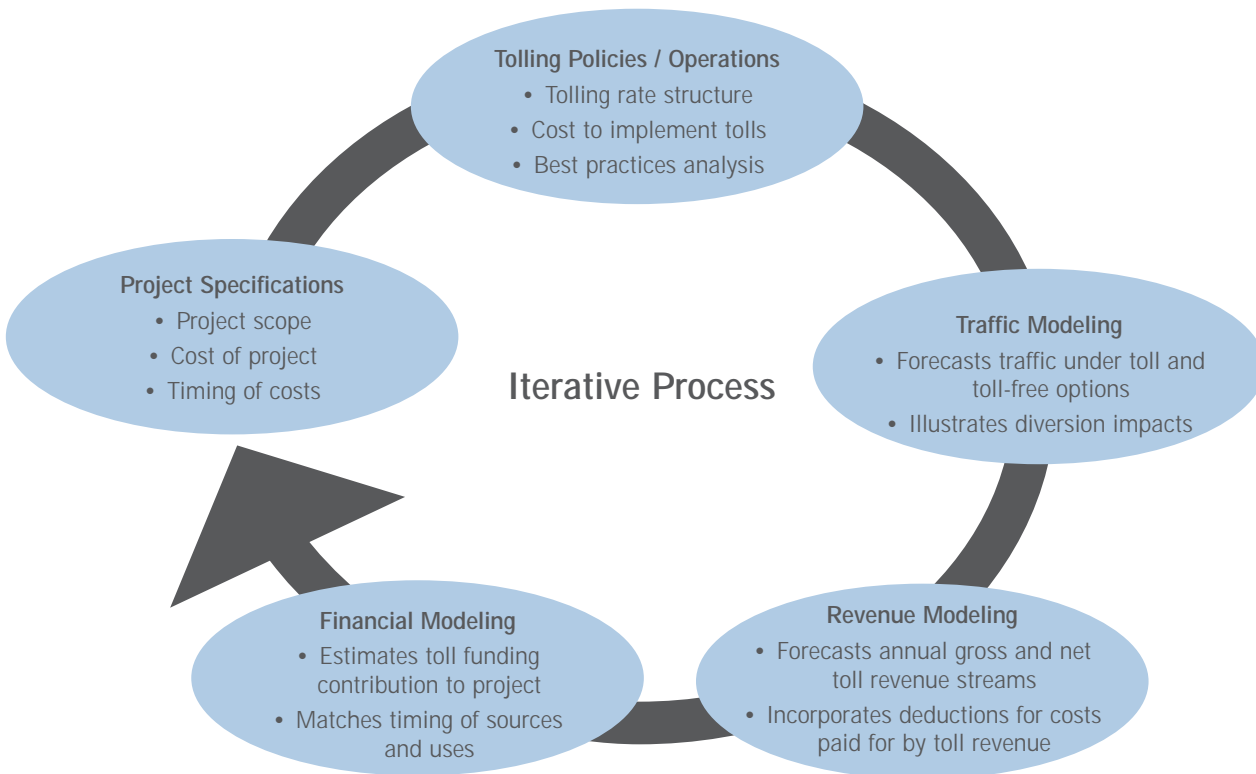 Tolling Policies / Operations
• Tolling rate structure
• Cost to implement tolls
• Best practices analysis
Project Specifications
• Project scope
• Cost of project
• Timing of costs
Iterative Process
Traffic Modeling
• Forecasts traffic under toll and
toll-free options
• Illustrates diversion impacts
Financial Modeling
• Estimates toll funding
contribution to project
• Matches timing of sources
and uses
Revenue Modeling
• Forecasts annual gross and net
toll revenue streams
• Incorporates deductions for costs
paid for by toll revenue